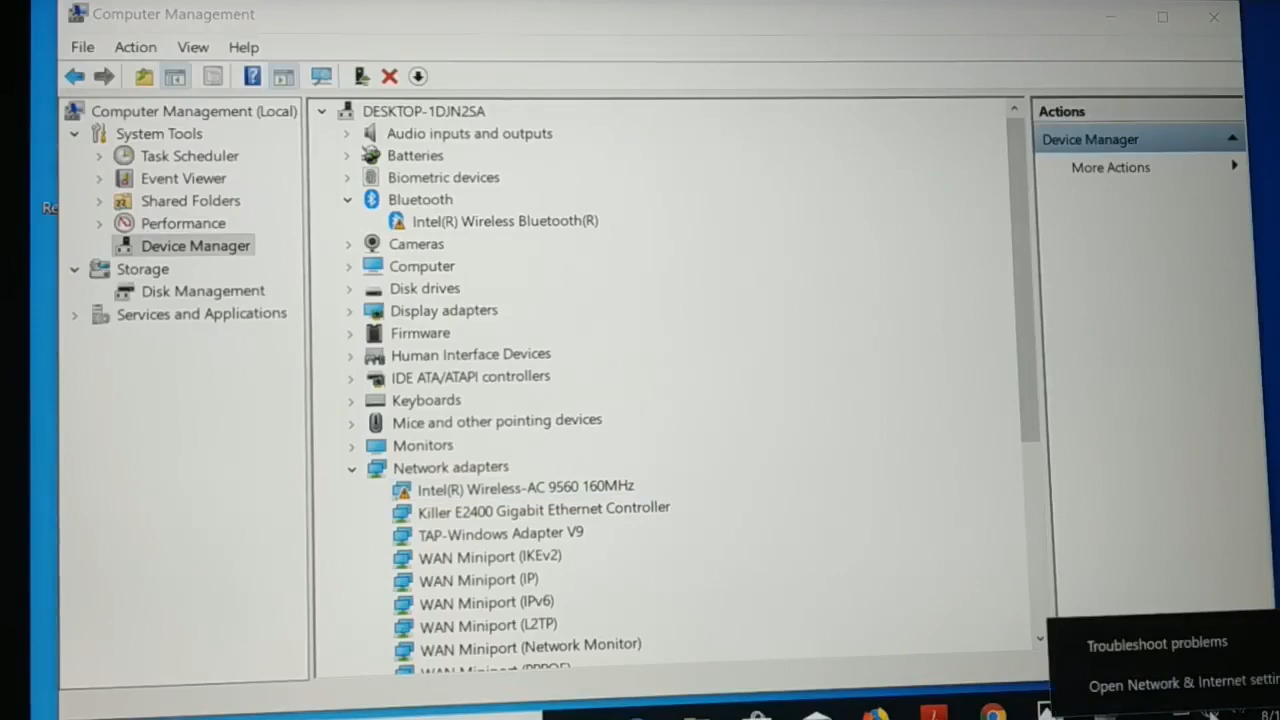 Computer Management
File Action View Help
Computer Management (Local)
System Tools
Task Scheduler
Event Viewer
Shared Folders
Performance
Device Manager
Storage
Disk Management
Services and Applications
DESKTOP-1DJN2SA
Audio inputs and outputs
Batteries
Biometric devices
Bluetooth
Intel(R) Wireless Bluetooth(R)
Cameras
Computer
Disk drives
Display adapters
Firmware
Human Interface Devices
IDE ATA/ATAPI controllers
Keyboards
Mice and other pointing devices
Monitors
Network adapters
Intel(R) Wireless-AC 9560 160MHz
Killer E2400 Gigabit Ethernet Controller
TAP-Windows Adapter V9
WAN Miniport (IKEv2)
WAN Miniport (IP)
WAN Miniport (IPv6)
WAN Miniport (L2TP)
WAN Miniport (Network Monitor)
WAN Miniport (PPPOE)
Actions
Device Manager
More Actions
Troubleshoot problems
Open Network & Internet settin
Re